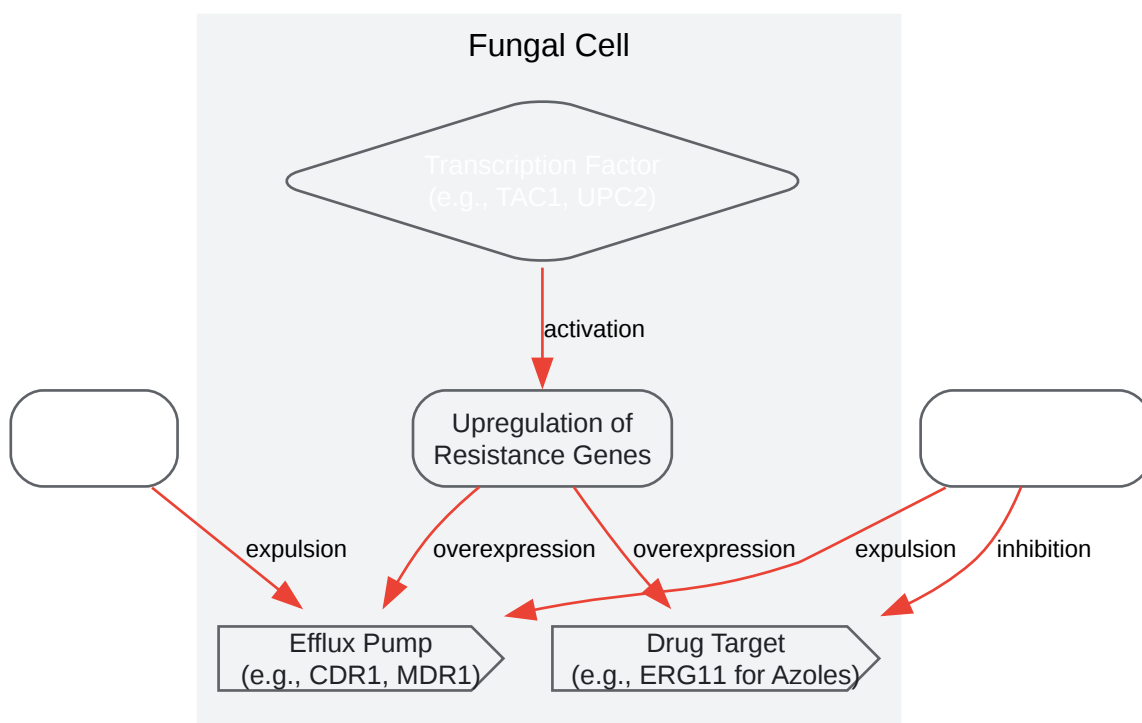 Fungal Cell
Transcription Factor
(e.g., TAC1, UPC2)
activation
Upregulation of
Resistance Genes
expulsion
overexpression
overexpression
expulsion
inhibition
Efflux Pump
(e.g., CDR1, MDR1)
Drug Target
(e.g., ERG11 for Azoles)